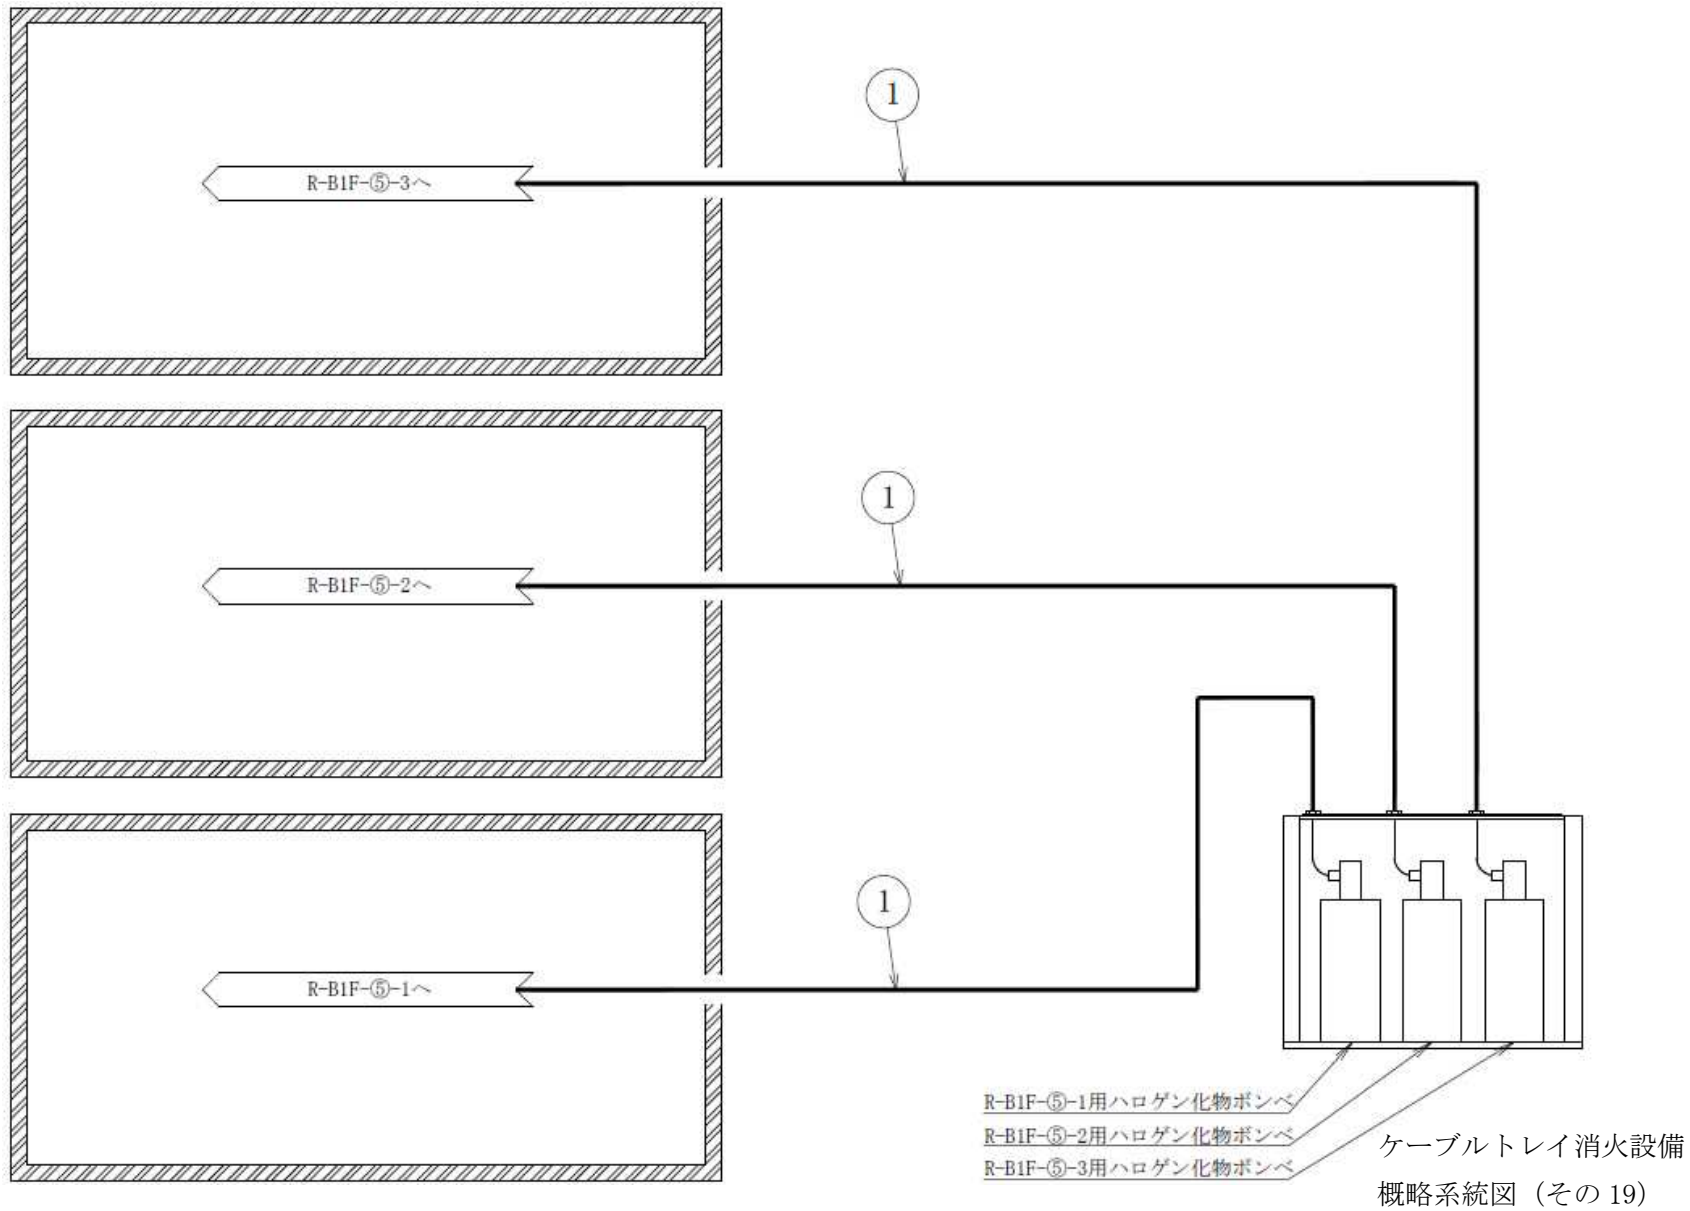 1
R-B1F-⑤-3へ
1
R-B1F-⑤-2へ
1
R-B1F-⑤-1へ
R-B1F-⑤-1用ハロゲン化物ボンベ
R-B1F-⑤-2用ハロゲン化物ボンベ
R-B1F-⑤-3用ハロゲン化物ボンベ
ケーブルトレイ消火設備
概略系統図（その 19）